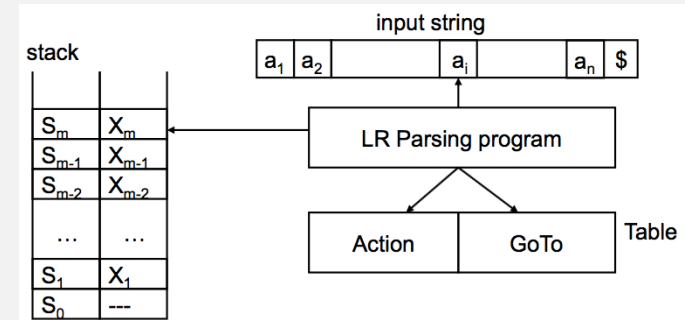 input string
stack
a₁ a₂ aᵢ aₙ $
Sₘ Xₘ
LR Parsing program
Sₘ₋₁ Xₘ₋₁
Sₘ₋₂ Xₘ₋₂
... ...
Action GoTo Table
S₁ X₁
S₀ ---